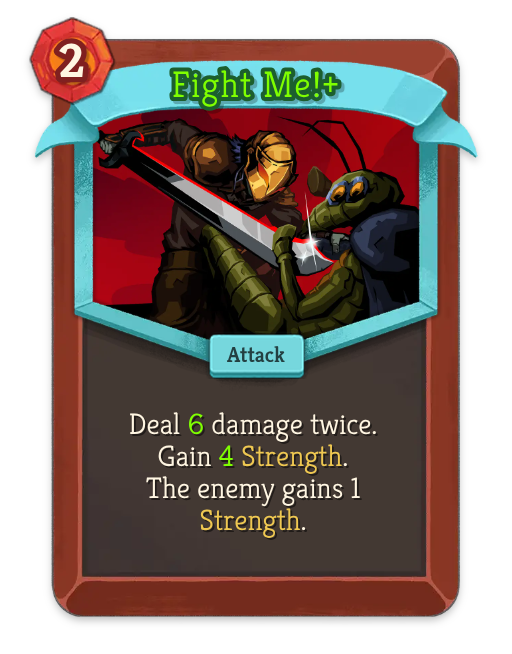 2
Fight Me!+
Attack
Deal 6 damage twice.
Gain 4 Strength.
The enemy gains 1
Strength.